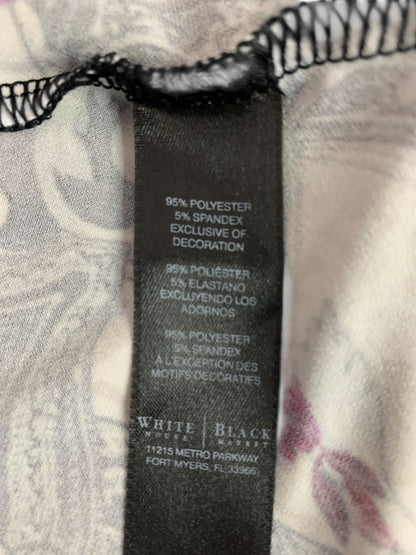 95% POLYESTER
5% SPANDEX
EXCLUSIVE OF
DECORATION
95% POLIÉSTER
5% ELASTANO
EXCLUYENDO LOS
ADORNOS
95% POLYESTER
5% SPANDEX
À L'EXCEPTION DES
MOTIFS DÉCORATIFS
WHITE | BLACK
HOUSE | MARKET
11215 METRO PARKWAY
FORT MYERS, FL 33966